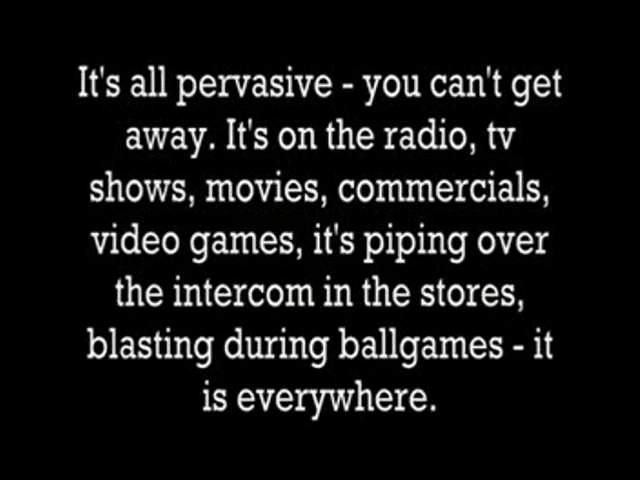 It's all pervasive - you can't get
away. It's on the radio, tv
shows, movies, commercials,
video games, it's piping over
the intercom in the stores,
blasting during ballgames - it
is everywhere.